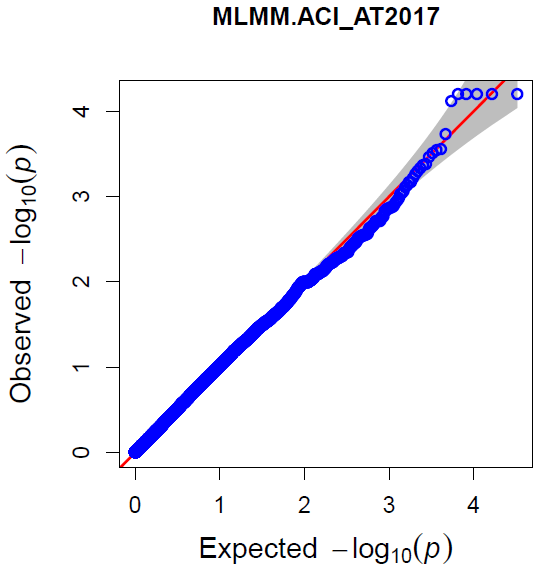 MLMM.ACI_AT2017
Observed −log10(p)
4
3
2
1
0
0 1 2 3 4
Expected −log10(p)